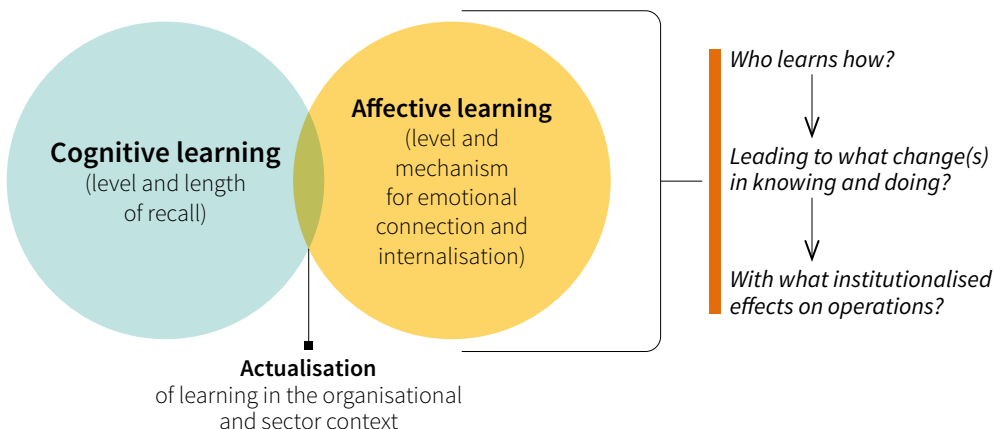 Cognitive learning
(level and length
of recall)
Affective learning
(level and
mechanism
for emotional
connection and
internalisation)
Actualisation
of learning in the organisational
and sector context
Who learns how?
Leading to what change(s)
in knowing and doing?
With what institutionalised
effects on operations?